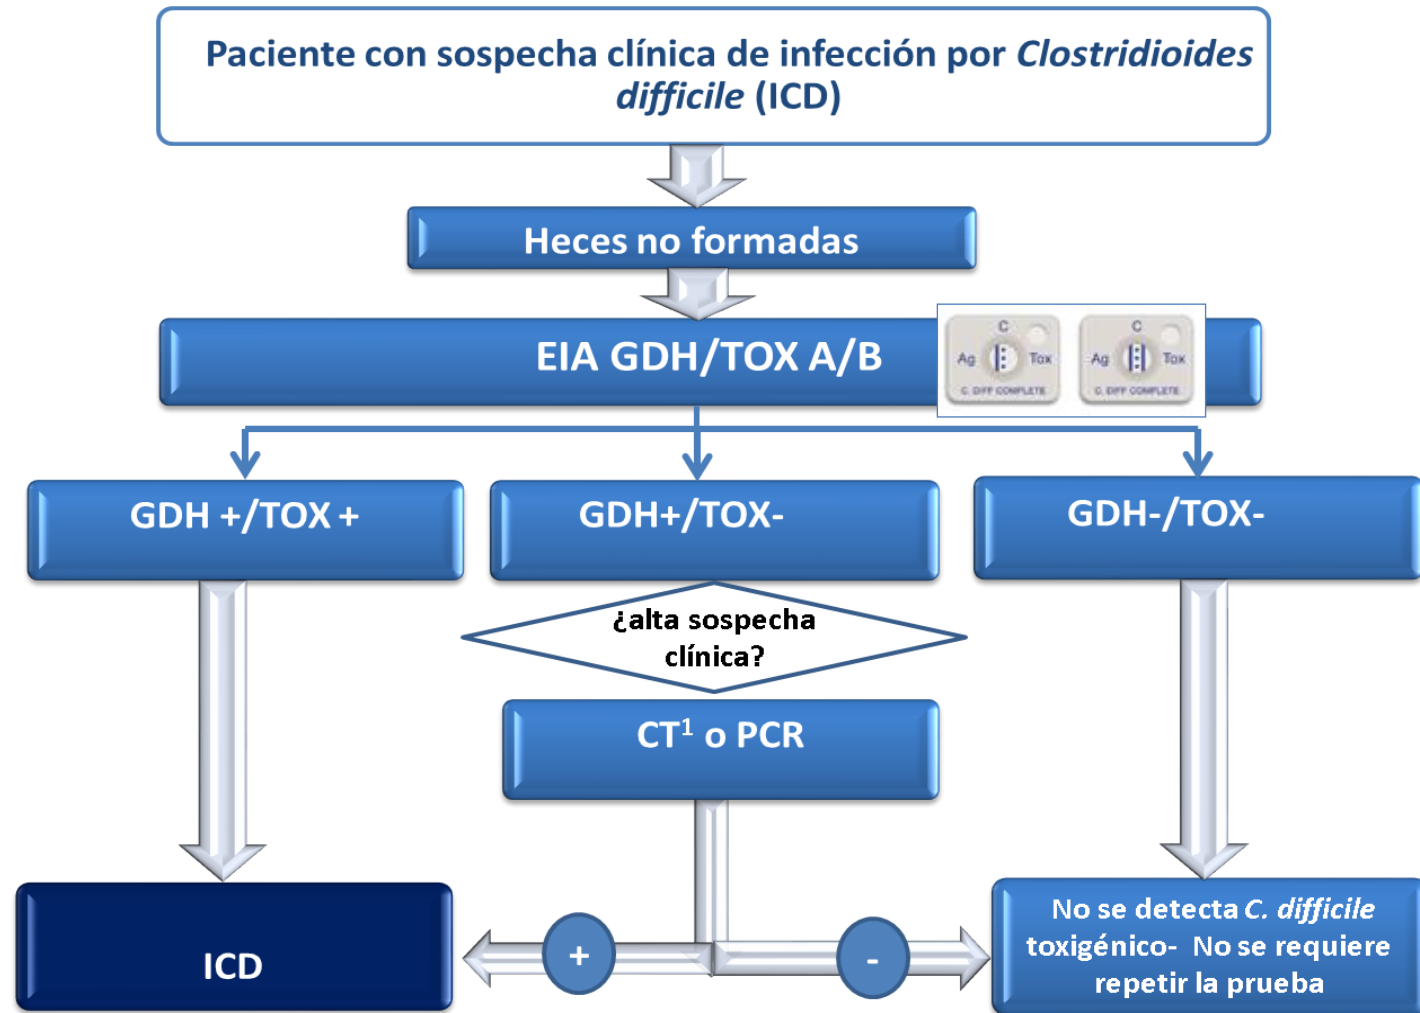 Paciente con sospecha clínica de infección por Clostridioides
difficile (ICD)
Heces no formadas
EIA GDH/TOX A/B
C
Ag
Tox
C. DIFF COMPLETE
C
Ag
Tox
C. DIFF COMPLETE
GDH +/TOX +
GDH+/TOX-
GDH-/TOX-
¿alta sospecha
clínica?
CT¹ o PCR
ICD
+
-
No se detecta C. difficile
toxigénico- No se requiere
repetir la prueba